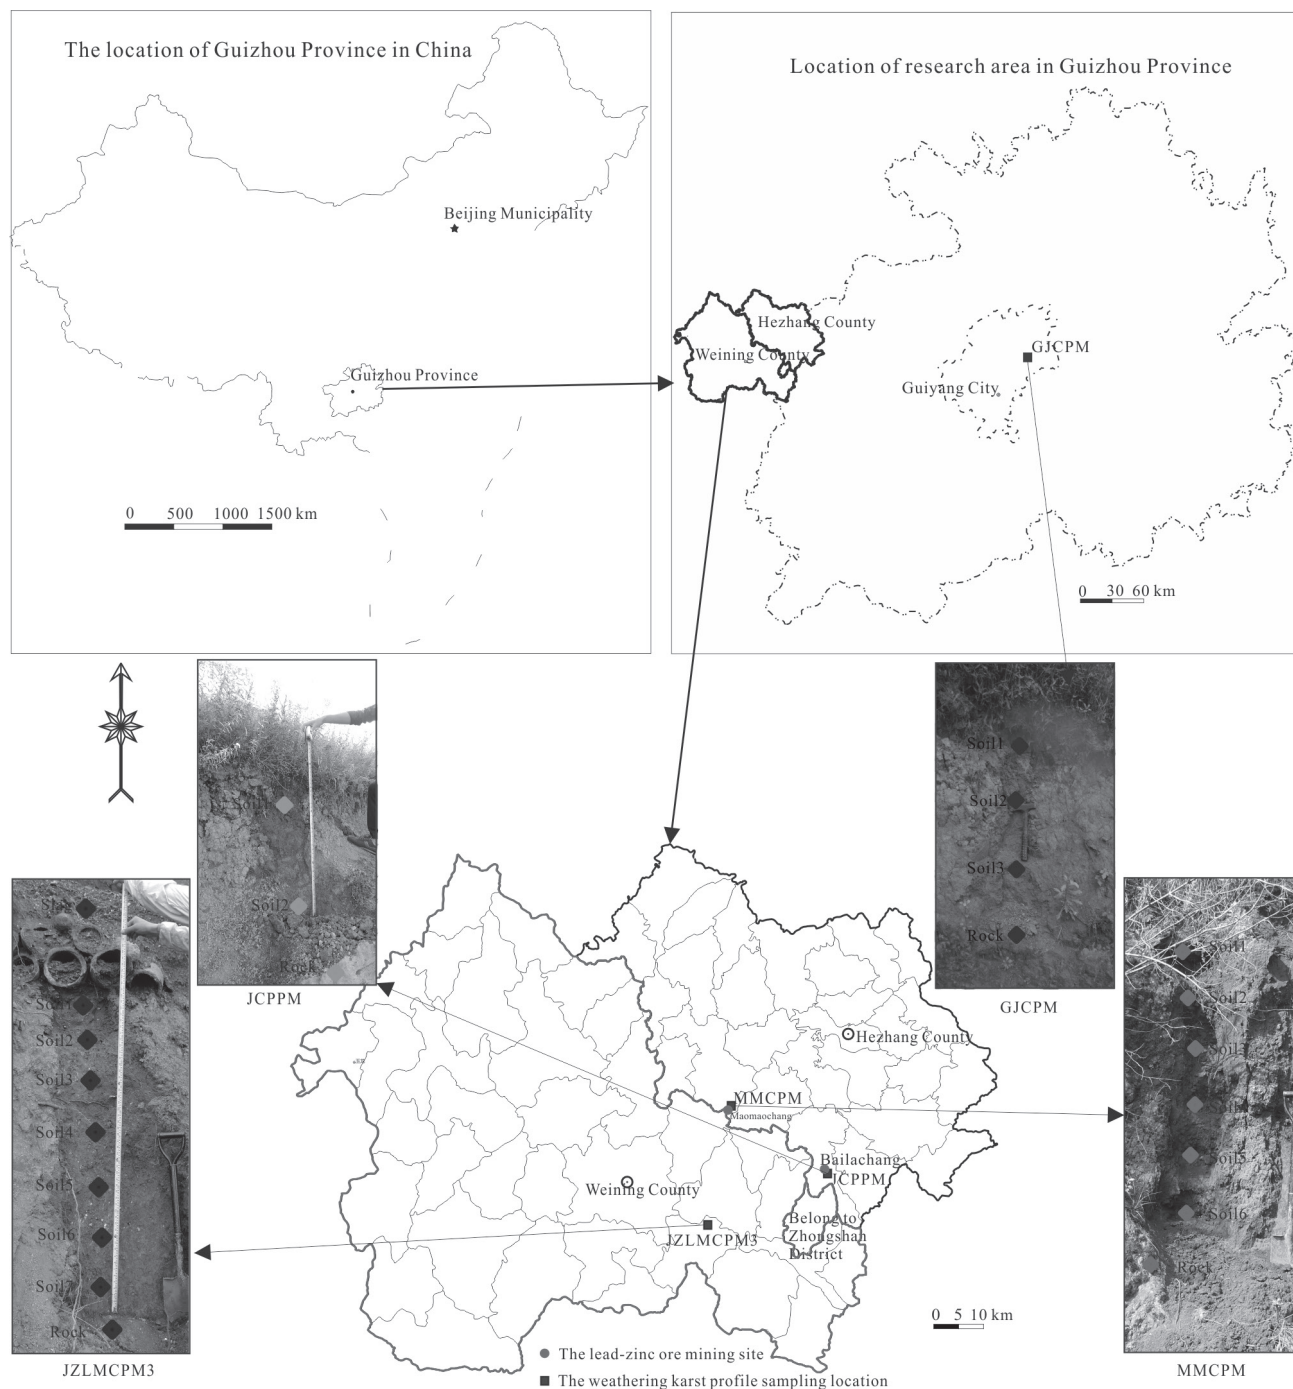 The location of Guizhou Province in China
Beijing Municipality
Guizhou Province
0 500 1000 1500 km
Location of research area in Guizhou Province
Hezhang County
Weining County
GJCPM
Guiyang City
0 30 60 km
Soil1
Soil2
Rock
JCPPM
Soil1
Soil2
Soil3
Rock
GJCPM
Slag
Soil1
Soil2
Soil3
Soil4
Soil5
Soil6
Soil7
Rock
JZLMCPM3
Soil1
Soil2
Soil3
Soil4
Soil5
Soil6
Rock
MMCPM
Hezhang County
MMCPM
Maomaochang
Bailachang
JCPPM
Weining County
JZLMCPM3
Belong to
Zhongshan
District
0 5 10 km
The lead-zinc ore mining site
The weathering karst profile sampling location